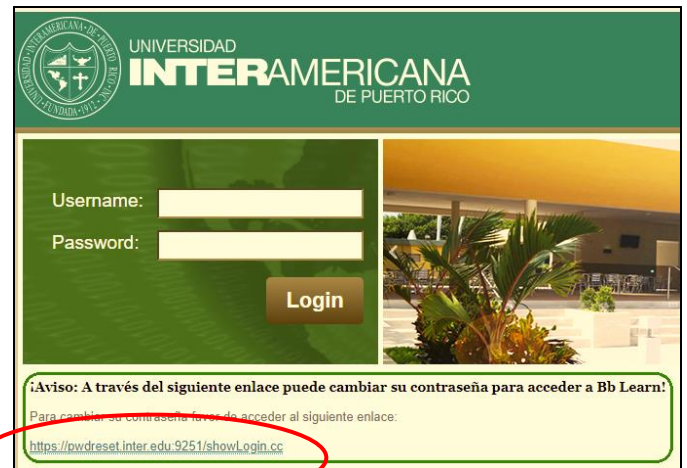 UNIVERSIDAD
INTERAMERICANA
DE PUERTO RICO
Username:
Password:
Login
¡Aviso: A través del siguiente enlace puede cambiar su contraseña para acceder a Bb Learn!
Para cambiar su contraseña favor de acceder al siguiente enlace:
https://pwdreset.inter.edu:9251/showLogin.cc